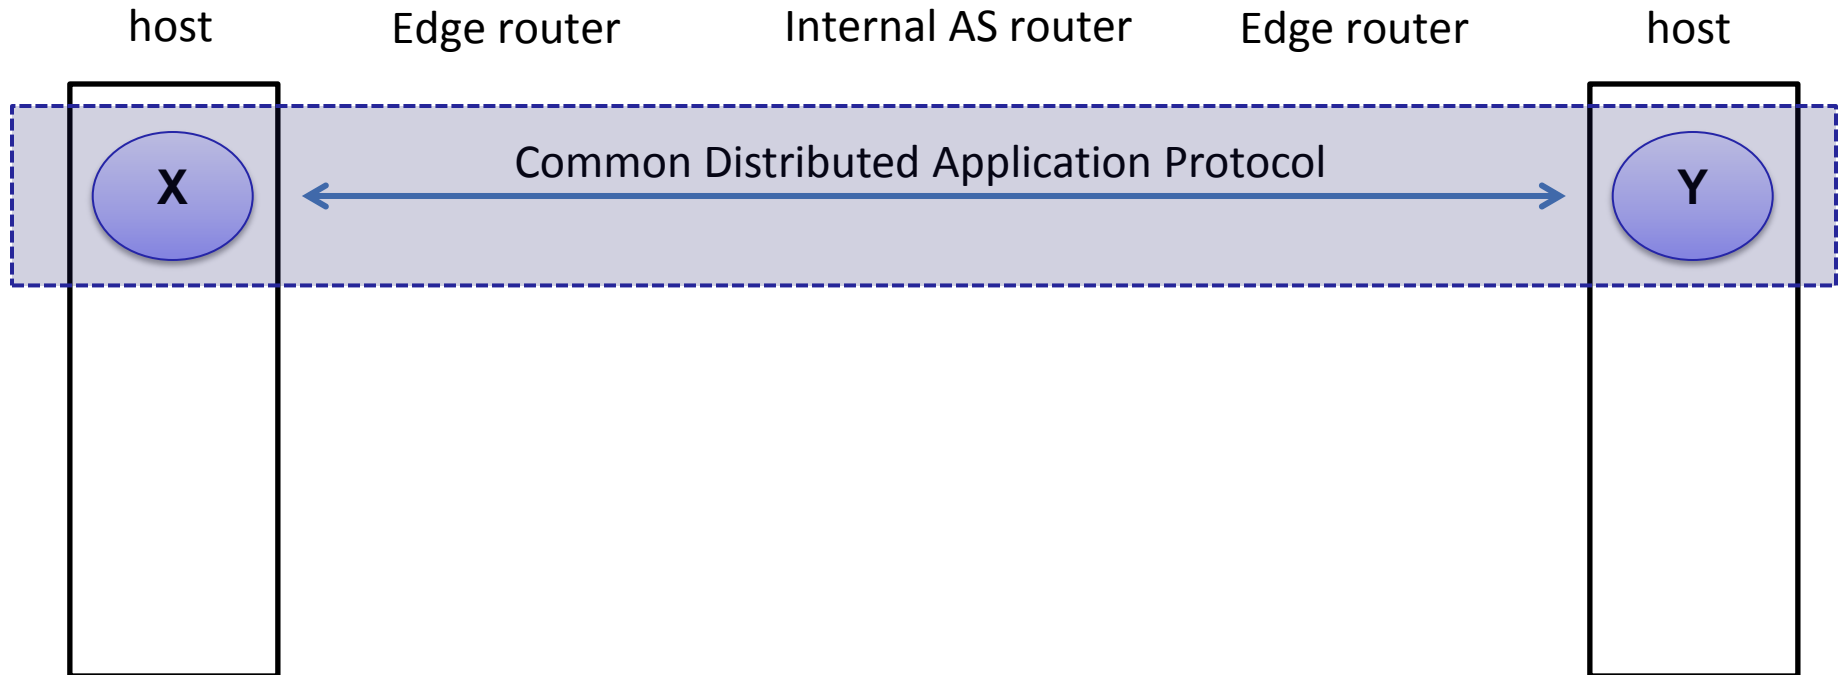 host
Edge router
Internal AS router
Edge router
host
Common Distributed Application Protocol
X
Y